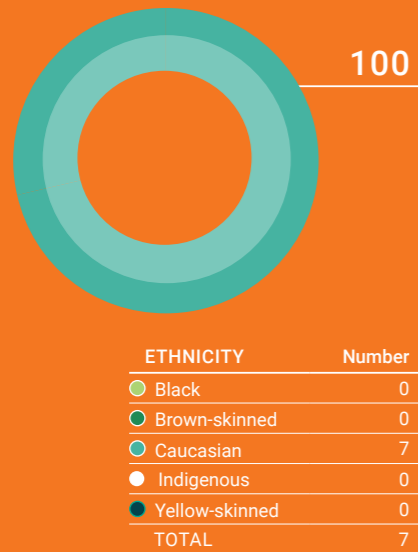 100
ETHNICITY Number
Black 0
Brown-skinned 0
Caucasian 7
Indigenous 0
Yellow-skinned 0
TOTAL 7